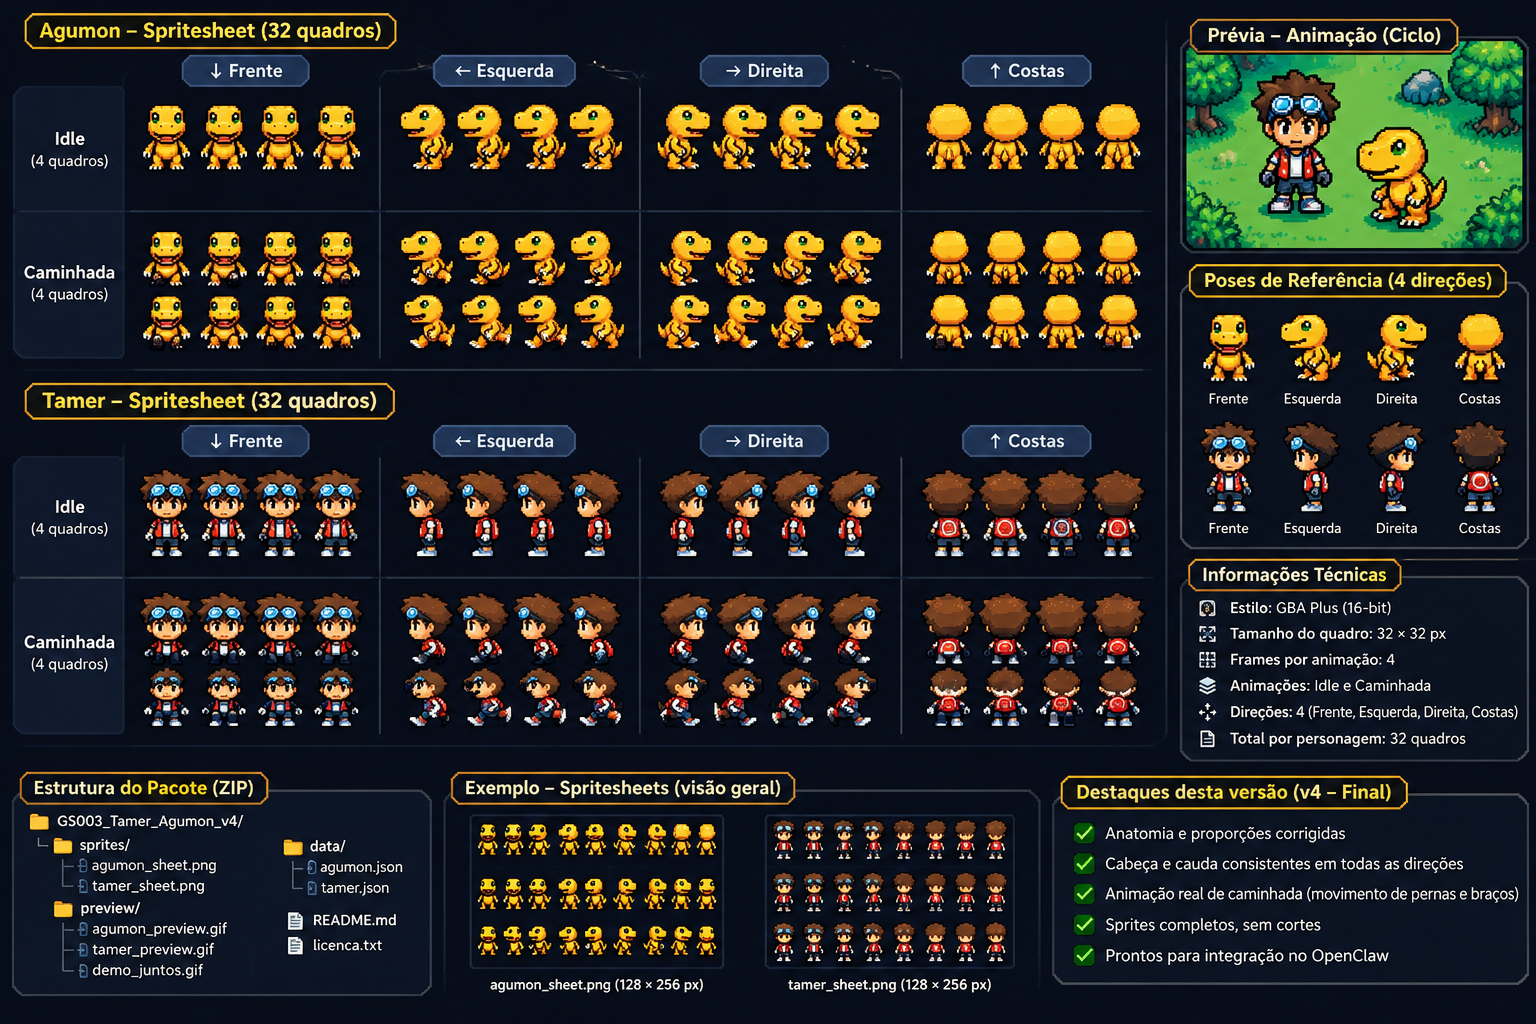 Agumon – Spritesheet (32 quadros)
↓ Frente
← Esquerda
→ Direita
↑ Costas
Idle
(4 quadros)
Caminhada
(4 quadros)
Tamer – Spritesheet (32 quadros)
↓ Frente
← Esquerda
→ Direita
↑ Costas
Idle
(4 quadros)
Caminhada
(4 quadros)
Prévia – Animação (Ciclo)
Poses de Referência (4 direções)
Frente
Esquerda
Direita
Costas
Frente
Esquerda
Direita
Costas
Informações Técnicas
Estilo: GBA Plus (16-bit)
Tamanho do quadro: 32 × 32 px
Frames por animação: 4
Animações: Idle e Caminhada
Direções: 4 (Frente, Esquerda, Direita, Costas)
Total por personagem: 32 quadros
Estrutura do Pacote (ZIP)
GS003_Tamer_Agumon_v4/
sprites/
agumon_sheet.png
tamer_sheet.png
preview/
agumon_preview.gif
tamer_preview.gif
demo_juntos.gif
data/
agumon.json
tamer.json
README.md
licenca.txt
Exemplo – Spritesheets (visão geral)
agumon_sheet.png (128 × 256 px)
tamer_sheet.png (128 × 256 px)
Destaques desta versão (v4 – Final)
Anatomia e proporções corrigidas
Cabeça e cauda consistentes em todas as direções
Animação real de caminhada (movimento de pernas e braços)
Sprites completos, sem cortes
Prontos para integração no OpenClaw